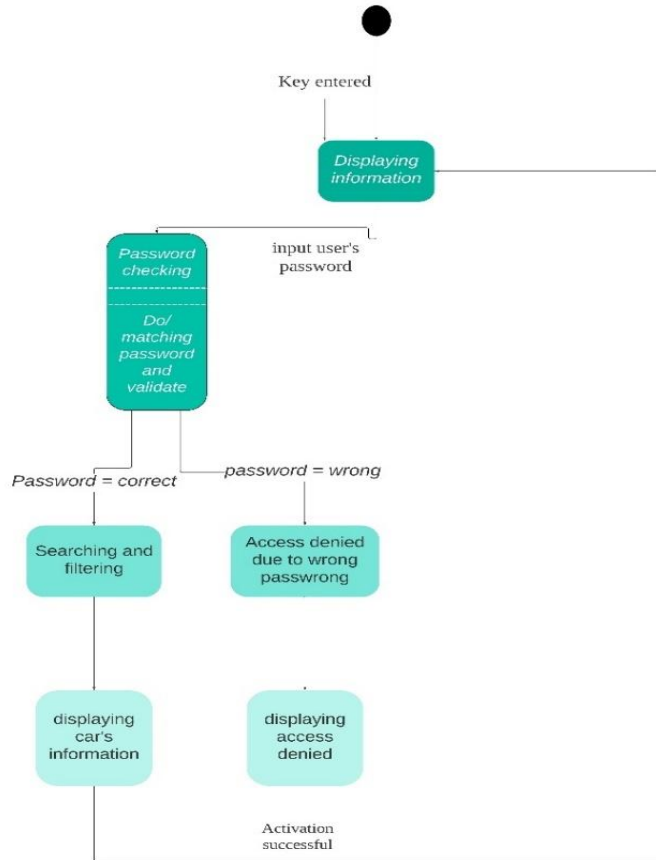 Key entered
Displaying
information
input user's
password
Password
checking
Do/
matching
password
and
validate
Password = correct
password = wrong
Searching and
filtering
Access denied
due to wrong
passwrong
displaying
car's
information
displaying
access
denied
Activation
successful